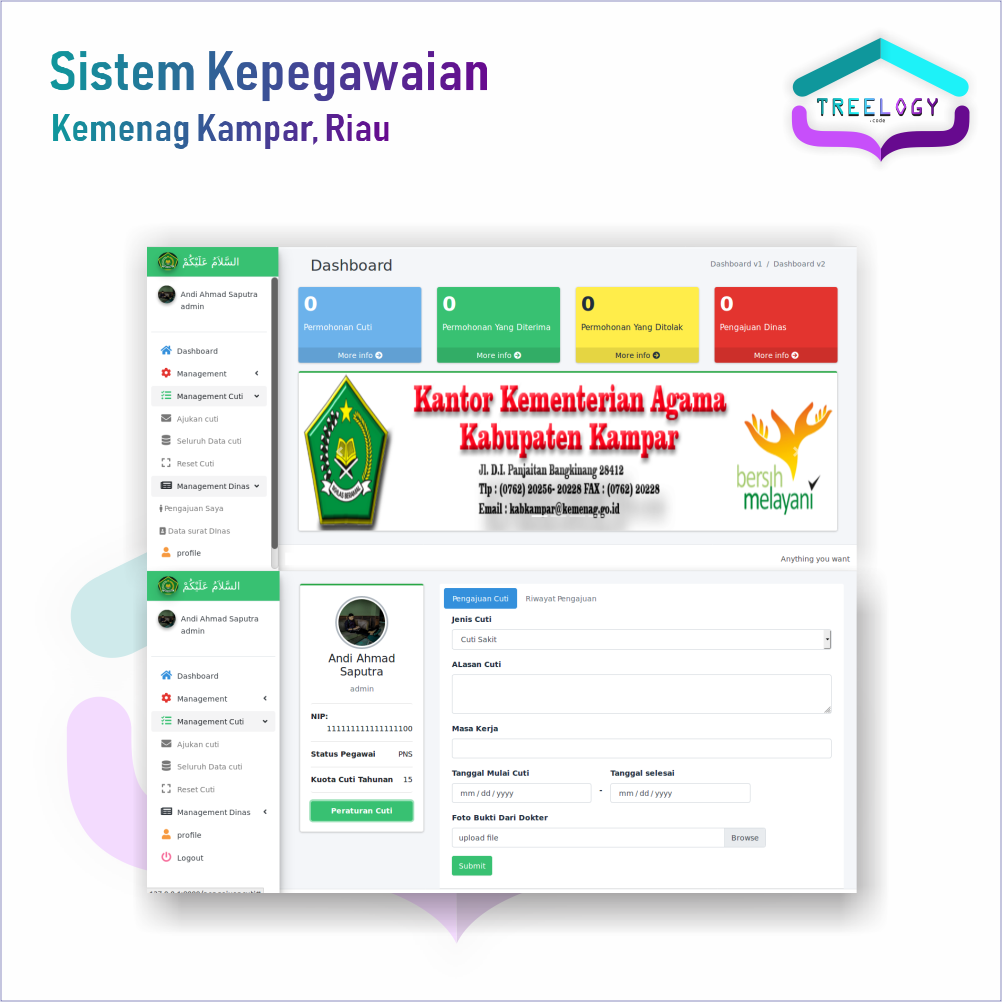 Sistem Kepegawaian
Kemenag Kampar, Riau
TREELOGY
.code
السَّلاَمُ عَلَيْكُمْ
Andi Ahmad Saputra
admin
Dashboard
Management
Management Cuti
Ajukan cuti
Seluruh Data cuti
Reset Cuti
Management Dinas
Pengajuan Saya
Data surat Dinas
profile
Dashboard
Dashboard v1 / Dashboard v2
0
Permohonan Cuti
More info
0
Permohonan Yang Diterima
More info
0
Permohonan Yang Ditolak
More info
0
Pengajuan Dinas
More info
Kantor Kementerian Agama
Kabupaten Kampar
Jl. D.I. Panjaitan Bangkinang 28412
Tlp : (0762) 20256- 20228 FAX : (0762) 20228
Email : kabkampar@kemenag.go.id
bersih
melayani
Anything you want
السَّلاَمُ عَلَيْكُمْ
Andi Ahmad Saputra
admin
Dashboard
Management
Management Cuti
Ajukan cuti
Seluruh Data cuti
Reset Cuti
Management Dinas
profile
Logout
Andi Ahmad
Saputra
admin
NIP:
111111111111111100
Status Pegawai PNS
Kuota Cuti Tahunan 15
Peraturan Cuti
Pengajuan Cuti Riwayat Pengajuan
Jenis Cuti
Cuti Sakit
ALasan Cuti
Masa Kerja
Tanggal Mulai Cuti Tanggal selesai
mm/dd/yyyy - mm/dd/yyyy
Foto Bukti Dari Dokter
upload file Browse
Submit